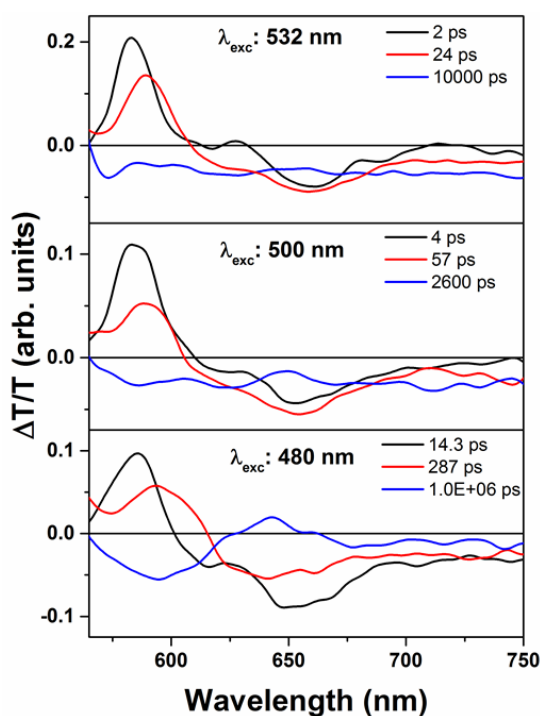 λexc: 532 nm
2 ps
24 ps
10000 ps
0.2
0.0
λexc: 500 nm
4 ps
57 ps
2600 ps
0.1
0.0
λexc: 480 nm
14.3 ps
287 ps
1.0E+06 ps
0.1
0.0
-0.1
ΔT/T (arb. units)
600 650 700 750
Wavelength (nm)